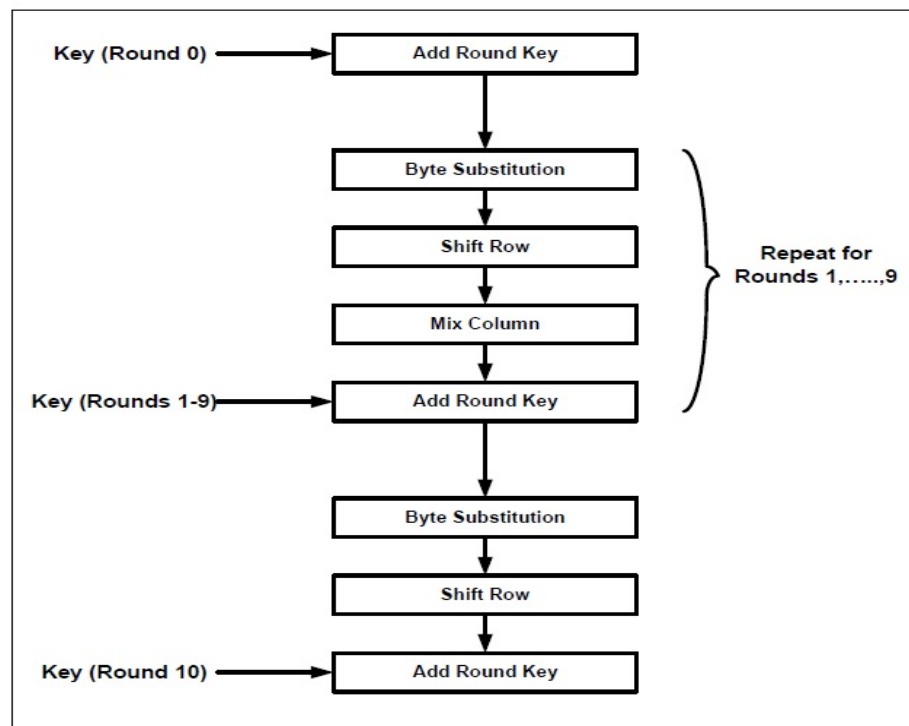 Key (Round 0)
Add Round Key
Byte Substitution
Shift Row
Repeat for
Rounds 1,.....,9
Mix Column
Key (Rounds 1-9)
Add Round Key
Byte Substitution
Shift Row
Key (Round 10)
Add Round Key